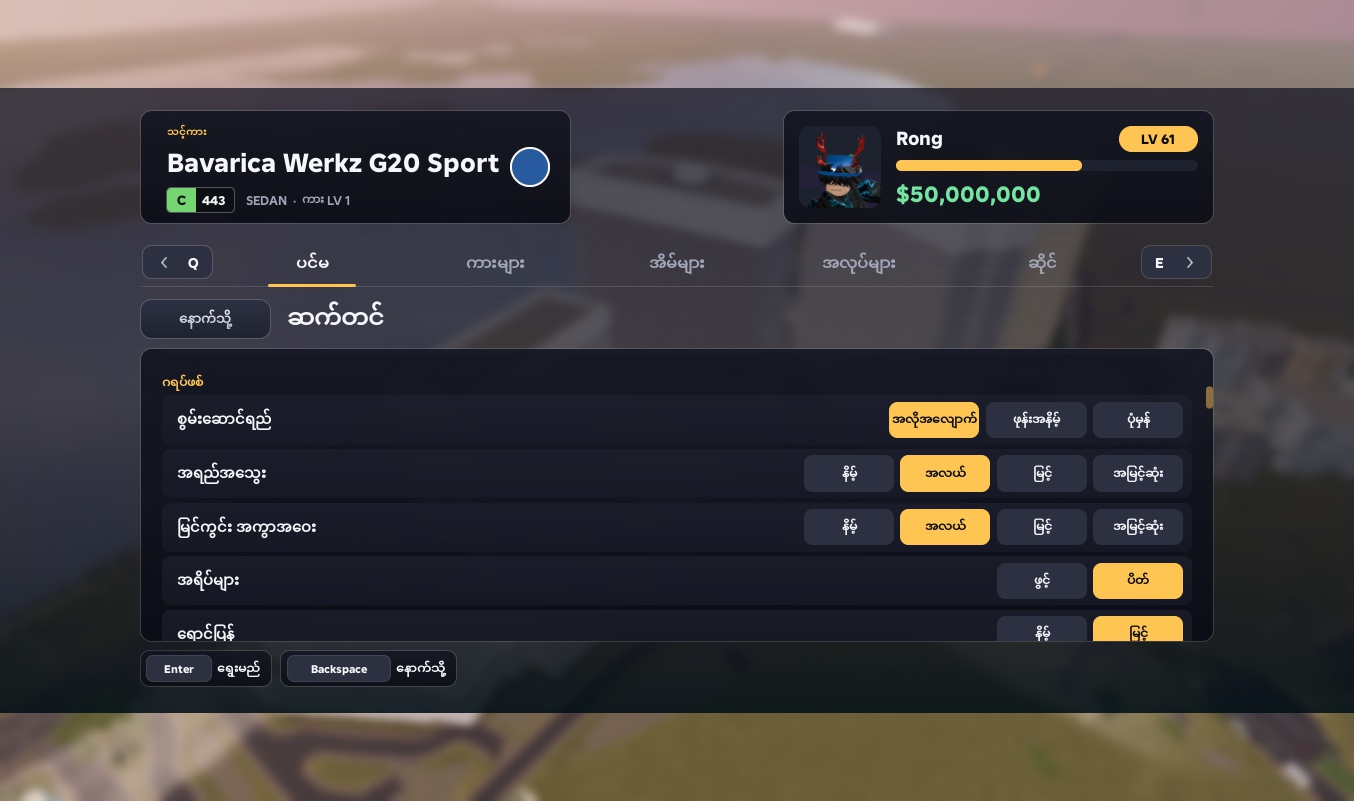 သင့်ကား
Bavarica Werkz G20 Sport
C 443 SEDAN · ကား LV 1
Rong
LV 61
$50,000,000
Q
ပင်မ
ကားများ
အိမ်များ
အလုပ်များ
ဆိုင်
E
နောက်သို့
ဆက်တင်
ဂရပ်ဖစ်
စွမ်းဆောင်ရည် အလိုအလျောက် ဖုန်းအနိမ့် ပုံမှန်
အရည်အသွေး နိမ့် အလယ် မြင့် အမြင့်ဆုံး
မြင်ကွင်း အကွာအဝေး နိမ့် အလယ် မြင့် အမြင့်ဆုံး
အရိပ်များ ဖွင့် ပိတ်
ရောင်ပြန် နိမ့် မြင့်
Enter ရွေးမည် Backspace နောက်သို့